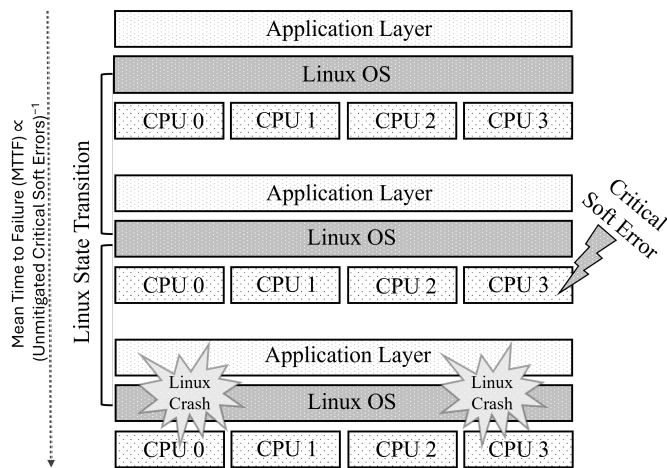 Mean Time to Failure (MTTF) ∝
(Unmitigated Critical Soft Errors)⁻¹
Linux State Transition
Application Layer
Linux OS
CPU 0 CPU 1 CPU 2 CPU 3
Application Layer
Linux OS
CPU 0 CPU 1 CPU 2 CPU 3
Critical
Soft Error
Application Layer
Linux
Crash
Linux OS
Linux
Crash
CPU 0 CPU 1 CPU 2 CPU 3